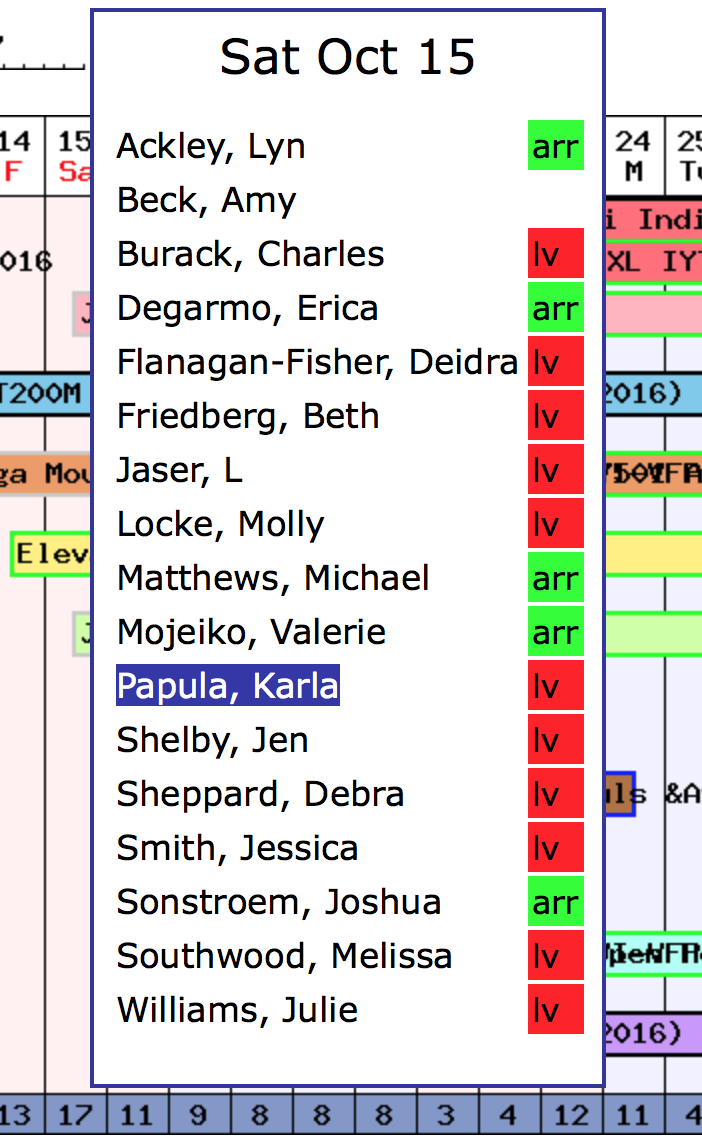 Sat Oct 15
Ackley, Lyn arr
Beck, Amy
Burack, Charles lv
Degarmo, Erica arr
Flanagan-Fisher, Deidra lv
Friedberg, Beth lv
Jaser, L lv
Locke, Molly lv
Matthews, Michael arr
Mojeiko, Valerie arr
Papula, Karla lv
Shelby, Jen lv
Sheppard, Debra lv
Smith, Jessica lv
Sonstroem, Joshua arr
Southwood, Melissa lv
Williams, Julie lv
14 15 24 25
F Sa M Tu
i Indi
016 XL IYT
J
T200M 2016)
ga Mou
Elev
J
uls &A
2016)
13 17 11 9 8 8 8 3 4 12 11 4